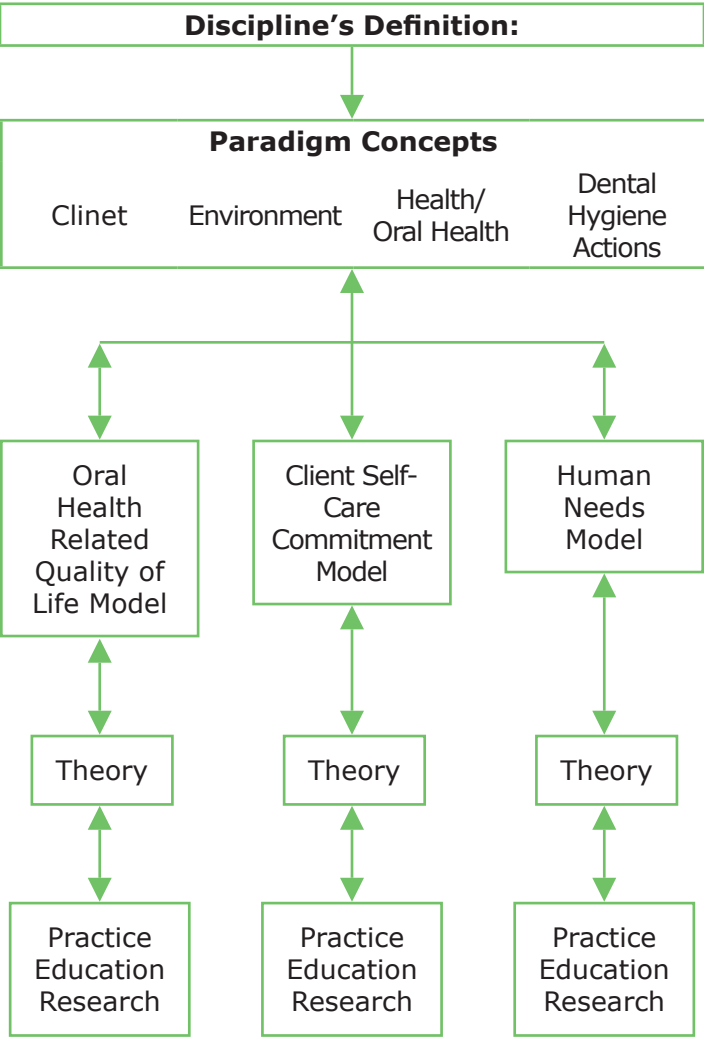 Discipline’s Definition:
Paradigm Concepts
Clinet
Environment
Health/
Oral Health
Dental
Hygiene
Actions
Oral
Health
Related
Quality of
Life Model
Client Self-
Care
Commitment
Model
Human
Needs
Model
Theory
Theory
Theory
Practice
Education
Research
Practice
Education
Research
Practice
Education
Research